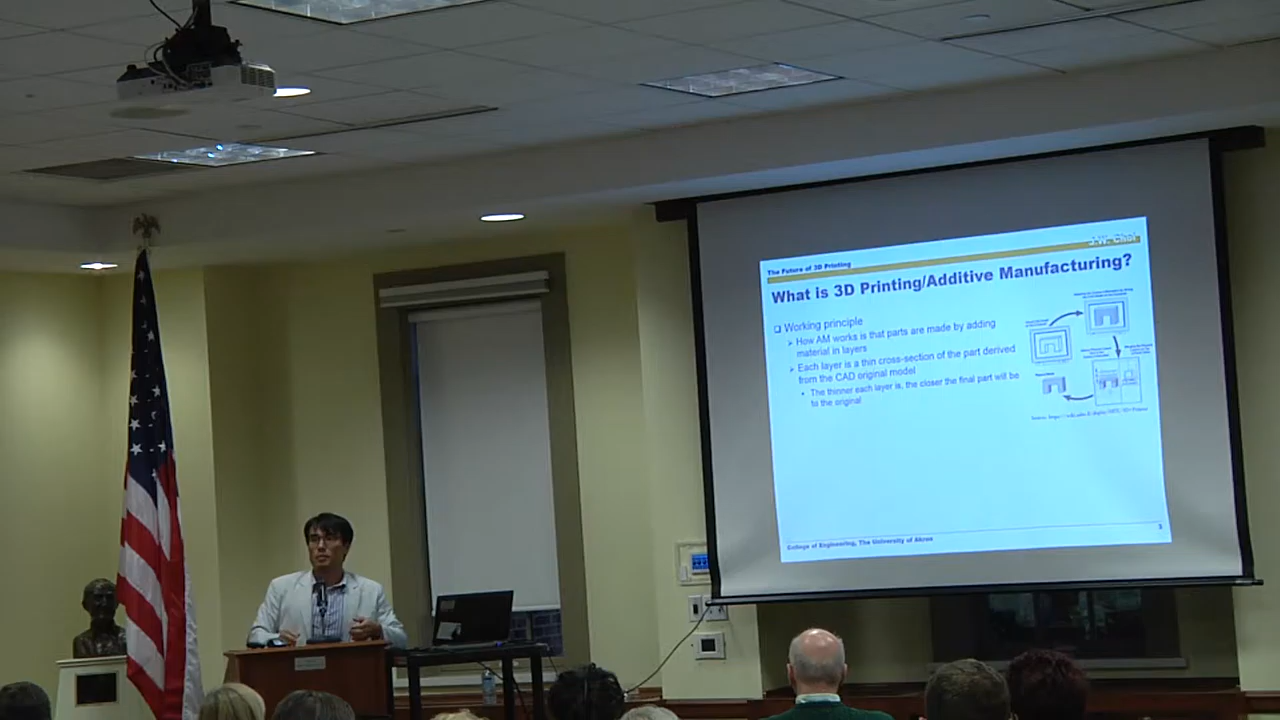 J.W. Choi
The Future of 3D Printing
What is 3D Printing/Additive Manufacturing?
Working principle
How AM works is that parts are made by adding
material in layers
Each layer is a thin cross-section of the part derived
from the CAD original model
The thinner each layer is, the closer the final part will be
to the original
College of Engineering, The University of Akron
3